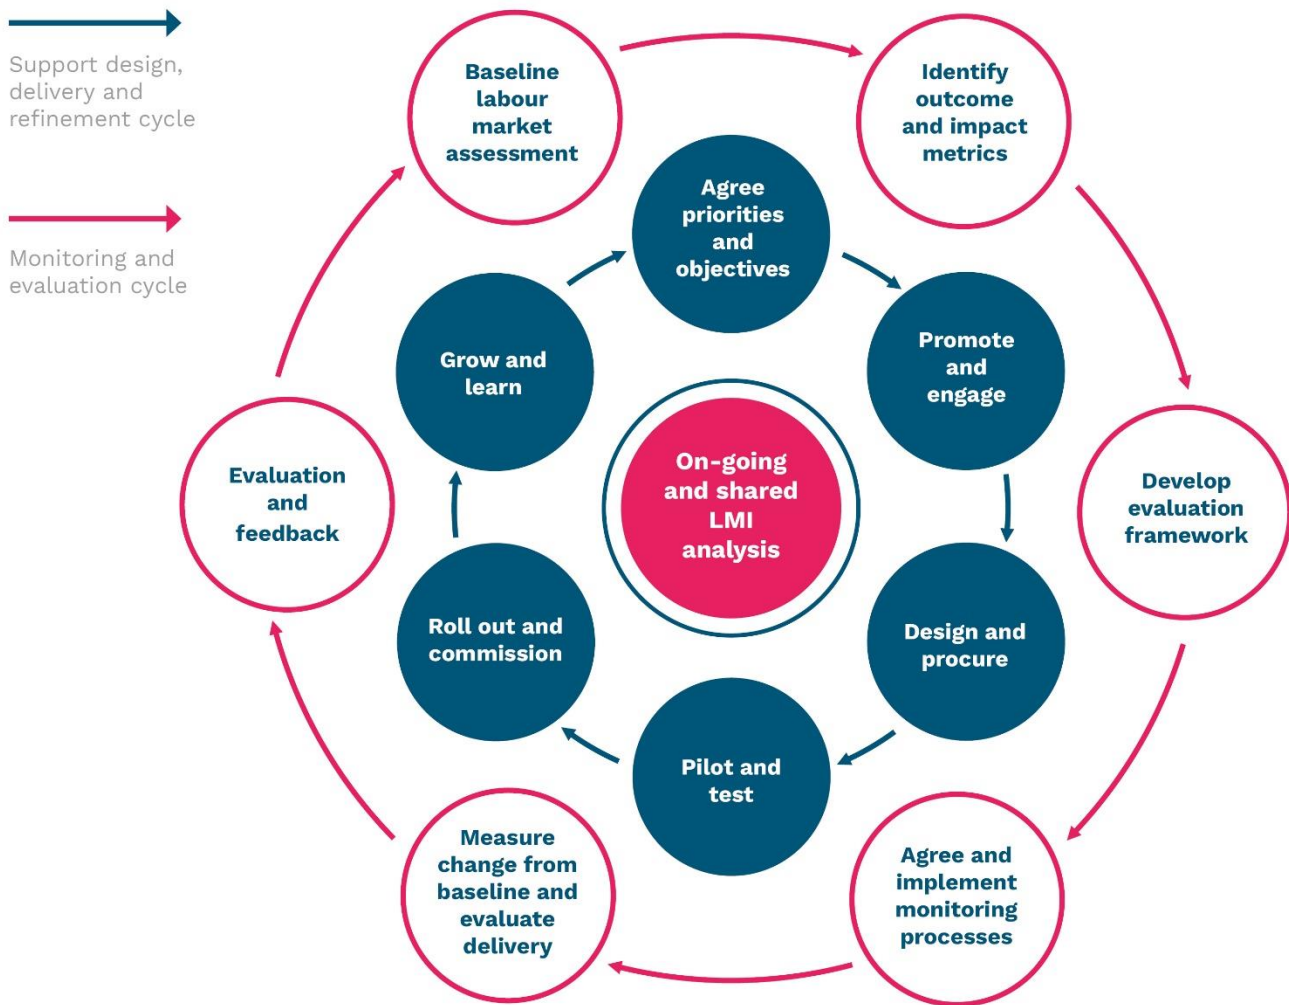 Support design,
delivery and
refinement cycle
Monitoring and
evaluation cycle
Baseline
labour
market
assessment
Identify
outcome
and impact
metrics
Develop
evaluation
framework
Agree and
implement
monitoring
processes
Measure
change from
baseline and
evaluate
delivery
Evaluation
and
feedback
Agree
priorities
and
objectives
Promote
and
engage
Design and
procure
Pilot and
test
Roll out and
commission
Grow and
learn
On-going
and shared
LMI
analysis